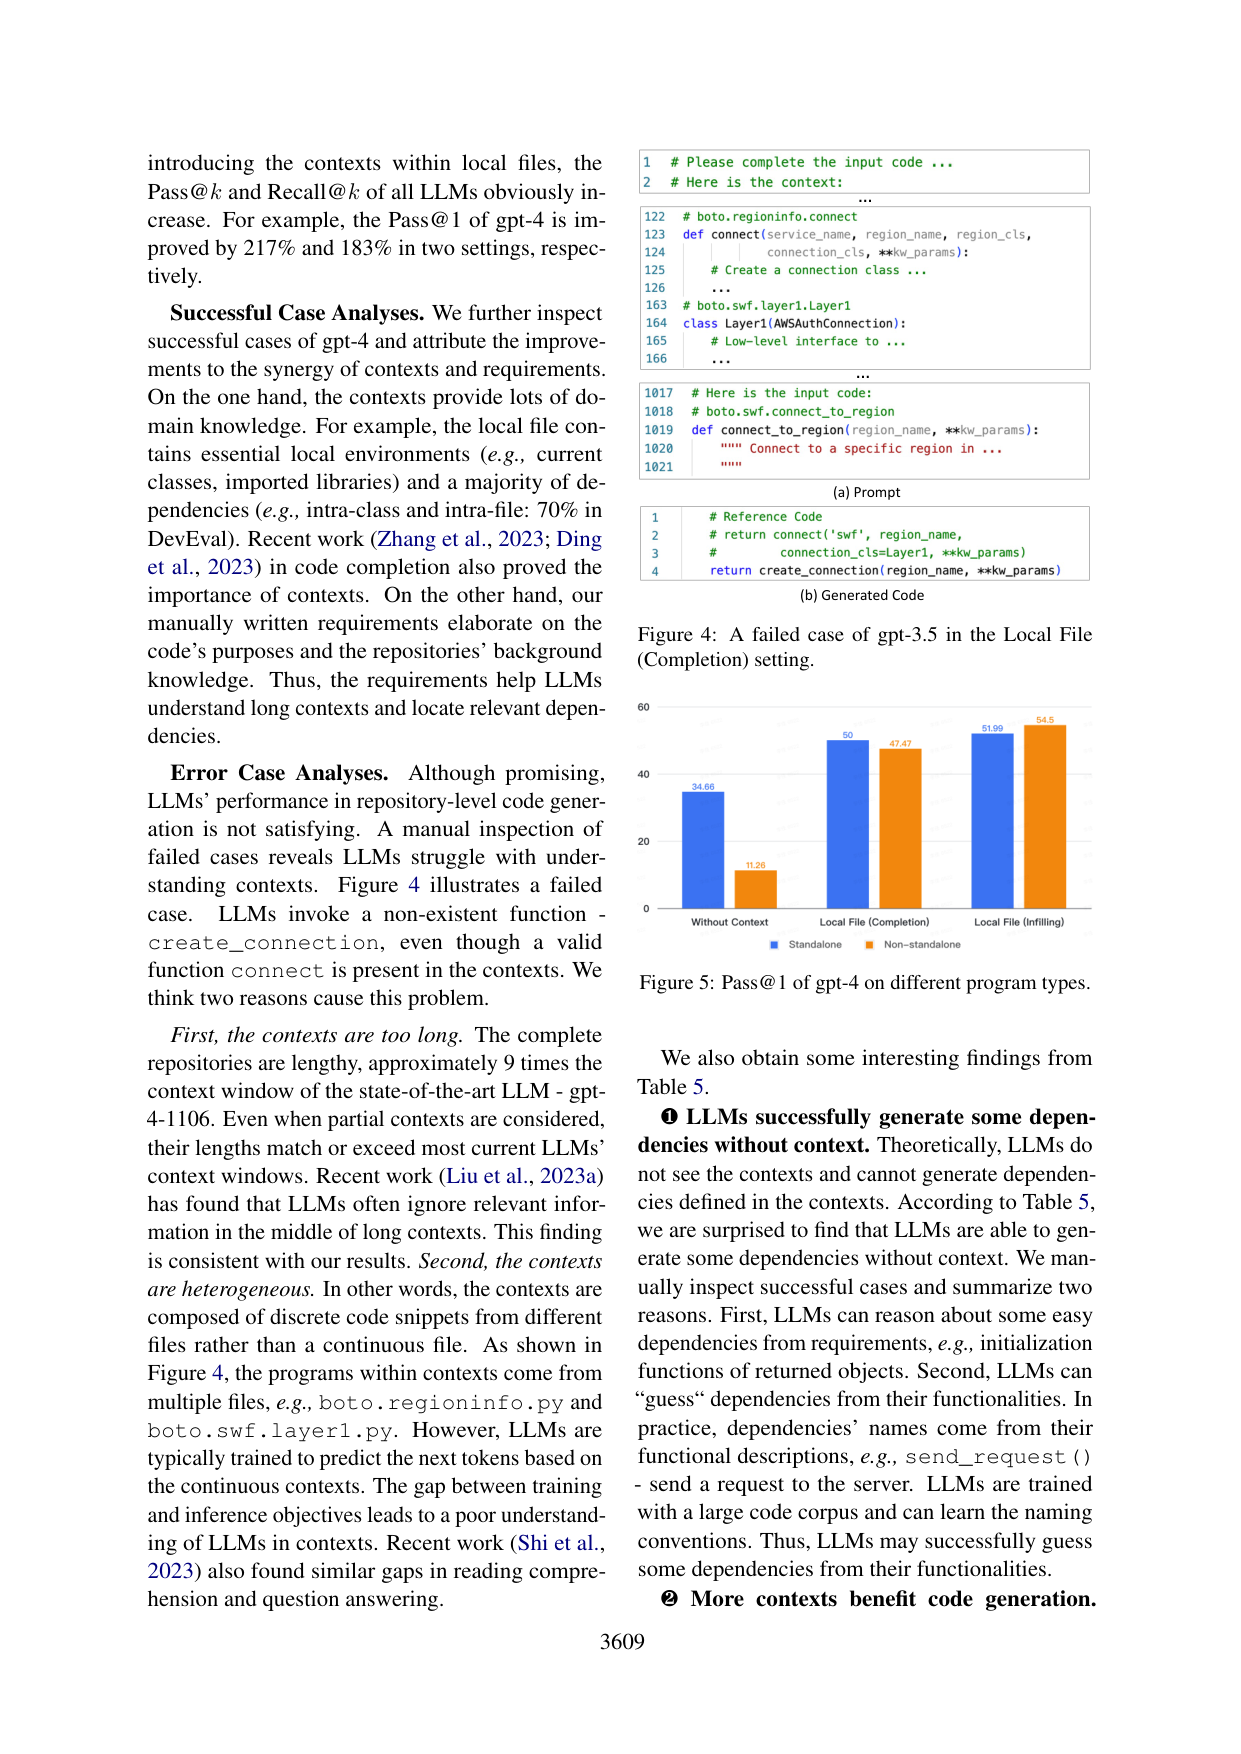 introducing the contexts within local files, the
Pass@k and Recall@k of all LLMs obviously in-
crease. For example, the Pass@1 of gpt-4 is im-
proved by 217% and 183% in two settings, respec-
tively.
Successful Case Analyses. We further inspect
successful cases of gpt-4 and attribute the improve-
ments to the synergy of contexts and requirements.
On the one hand, the contexts provide lots of do-
main knowledge. For example, the local file con-
tains essential local environments (e.g., current
classes, imported libraries) and a majority of de-
pendencies (e.g., intra-class and intra-file: 70% in
DevEval). Recent work (Zhang et al., 2023; Ding
et al., 2023) in code completion also proved the
importance of contexts. On the other hand, our
manually written requirements elaborate on the
code's purposes and the repositories' background
knowledge. Thus, the requirements help LLMs
understand long contexts and locate relevant depen-
dencies.
Error Case Analyses. Although promising,
LLMs' performance in repository-level code gener-
ation is not satisfying. A manual inspection of
failed cases reveals LLMs struggle with under-
standing contexts. Figure 4 illustrates a failed
case. LLMs invoke a non-existent function -
create_connection, even though a valid
function connect is present in the contexts. We
think two reasons cause this problem.
First, the contexts are too long. The complete
repositories are lengthy, approximately 9 times the
context window of the state-of-the-art LLM - gpt-
4-1106. Even when partial contexts are considered,
their lengths match or exceed most current LLMs'
context windows. Recent work (Liu et al., 2023a)
has found that LLMs often ignore relevant infor-
mation in the middle of long contexts. This finding
is consistent with our results. Second, the contexts
are heterogeneous. In other words, the contexts are
composed of discrete code snippets from different
files rather than a continuous file. As shown in
Figure 4, the programs within contexts come from
multiple files, e.g., boto.regioninfo.py and
boto.swf.layer1.py. However, LLMs are
typically trained to predict the next tokens based on
the continuous contexts. The gap between training
and inference objectives leads to a poor understand-
ing of LLMs in contexts. Recent work (Shi et al.,
2023) also found similar gaps in reading compre-
hension and question answering.
1 # Please complete the input code ...
2 # Here is the context:
...
122 # boto.regioninfo.connect
123 def connect(service_name, region_name, region_cls,
124 connection_cls, **kw_params):
125 # Create a connection class ...
126 ...
163 # boto.swf.layer1.Layer1
164 class Layer1(AWSAuthConnection):
165 # Low-level interface to ...
166 ...
...
1017 # Here is the input code:
1018 # boto.swf.connect_to_region
1019 def connect_to_region(region_name, **kw_params):
1020 """ Connect to a specific region in ...
1021 """
(a) Prompt
1 # Reference Code
2 # return connect('swf', region_name,
3 # connection_cls=Layer1, **kw_params)
4 return create_connection(region_name, **kw_params)
(b) Generated Code
Figure 4: A failed case of gpt-3.5 in the Local File
(Completion) setting.
60
40
20
0
34.66
11.26
50
47.47
51.99
54.5
Without Context Local File (Completion) Local File (Infilling)
Standalone Non-standalone
Figure 5: Pass@1 of gpt-4 on different program types.
We also obtain some interesting findings from
Table 5.
❶ LLMs successfully generate some depen-
dencies without context. Theoretically, LLMs do
not see the contexts and cannot generate dependen-
cies defined in the contexts. According to Table 5,
we are surprised to find that LLMs are able to gen-
erate some dependencies without context. We man-
ually inspect successful cases and summarize two
reasons. First, LLMs can reason about some easy
dependencies from requirements, e.g., initialization
functions of returned objects. Second, LLMs can
“guess“ dependencies from their functionalities. In
practice, dependencies' names come from their
functional descriptions, e.g., send_request()
- send a request to the server. LLMs are trained
with a large code corpus and can learn the naming
conventions. Thus, LLMs may successfully guess
some dependencies from their functionalities.
❷ More contexts benefit code generation.
3609